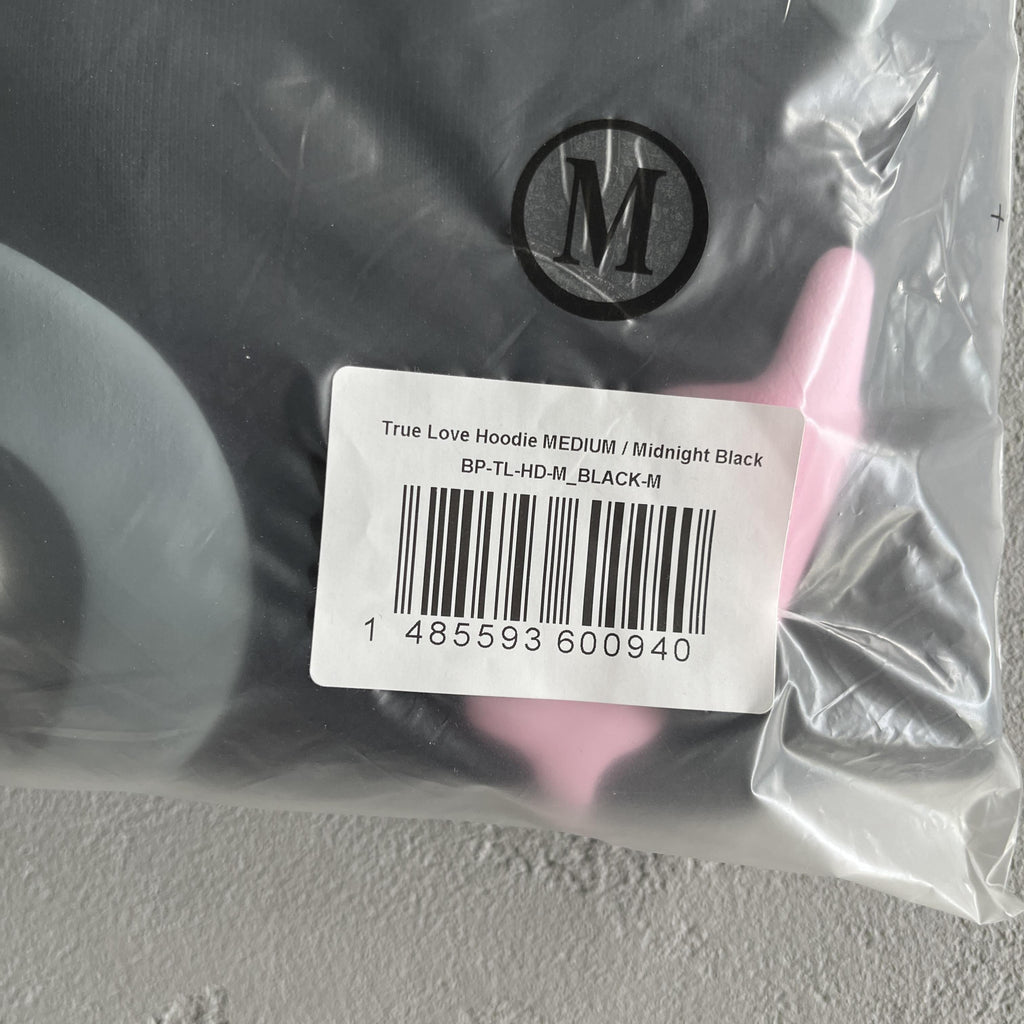 M
True Love Hoodie MEDIUM / Midnight Black
BP-TL-HD-M_BLACK-M
1 485593 600940